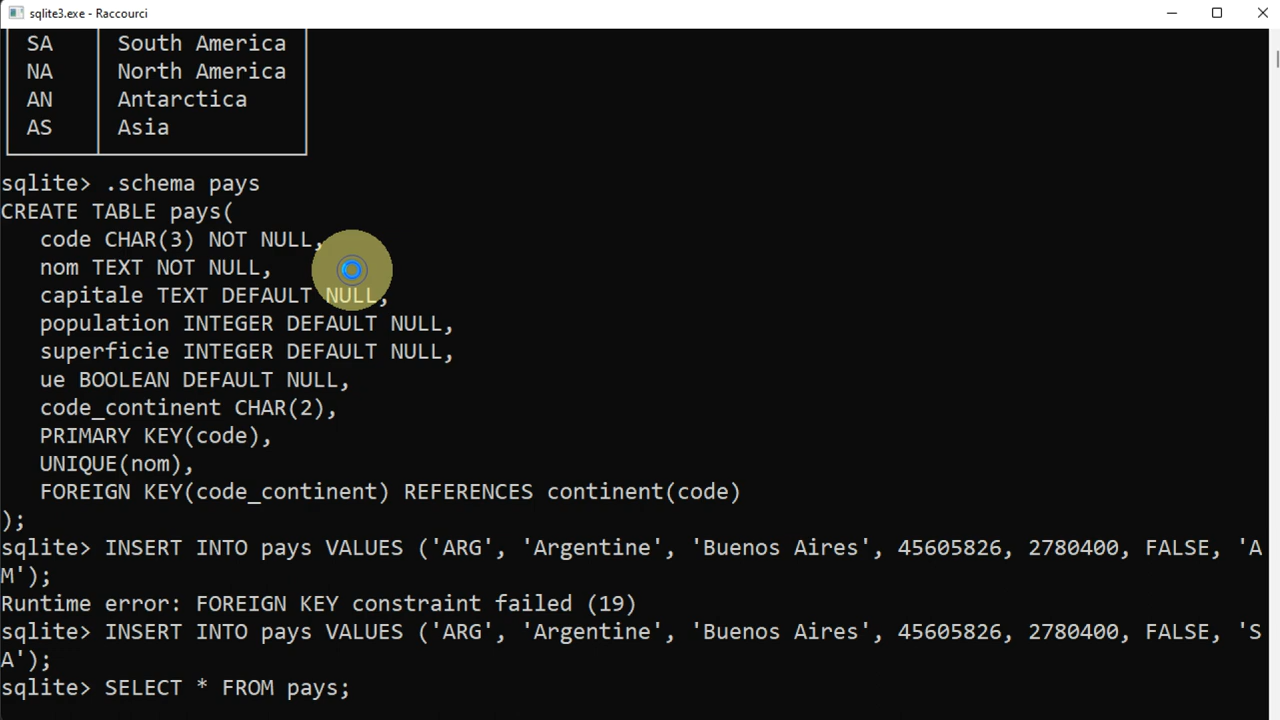 sqlite3.exe - Raccourci
SA South America
NA North America
AN Antarctica
AS Asia
sqlite> .schema pays
CREATE TABLE pays(
code CHAR(3) NOT NULL,
nom TEXT NOT NULL,
capitale TEXT DEFAULT NULL,
population INTEGER DEFAULT NULL,
superficie INTEGER DEFAULT NULL,
ue BOOLEAN DEFAULT NULL,
code_continent CHAR(2),
PRIMARY KEY(code),
UNIQUE(nom),
FOREIGN KEY(code_continent) REFERENCES continent(code)
);
sqlite> INSERT INTO pays VALUES ('ARG', 'Argentine', 'Buenos Aires', 45605826, 2780400, FALSE, 'A
M');
Runtime error: FOREIGN KEY constraint failed (19)
sqlite> INSERT INTO pays VALUES ('ARG', 'Argentine', 'Buenos Aires', 45605826, 2780400, FALSE, 'S
A');
sqlite> SELECT * FROM pays;